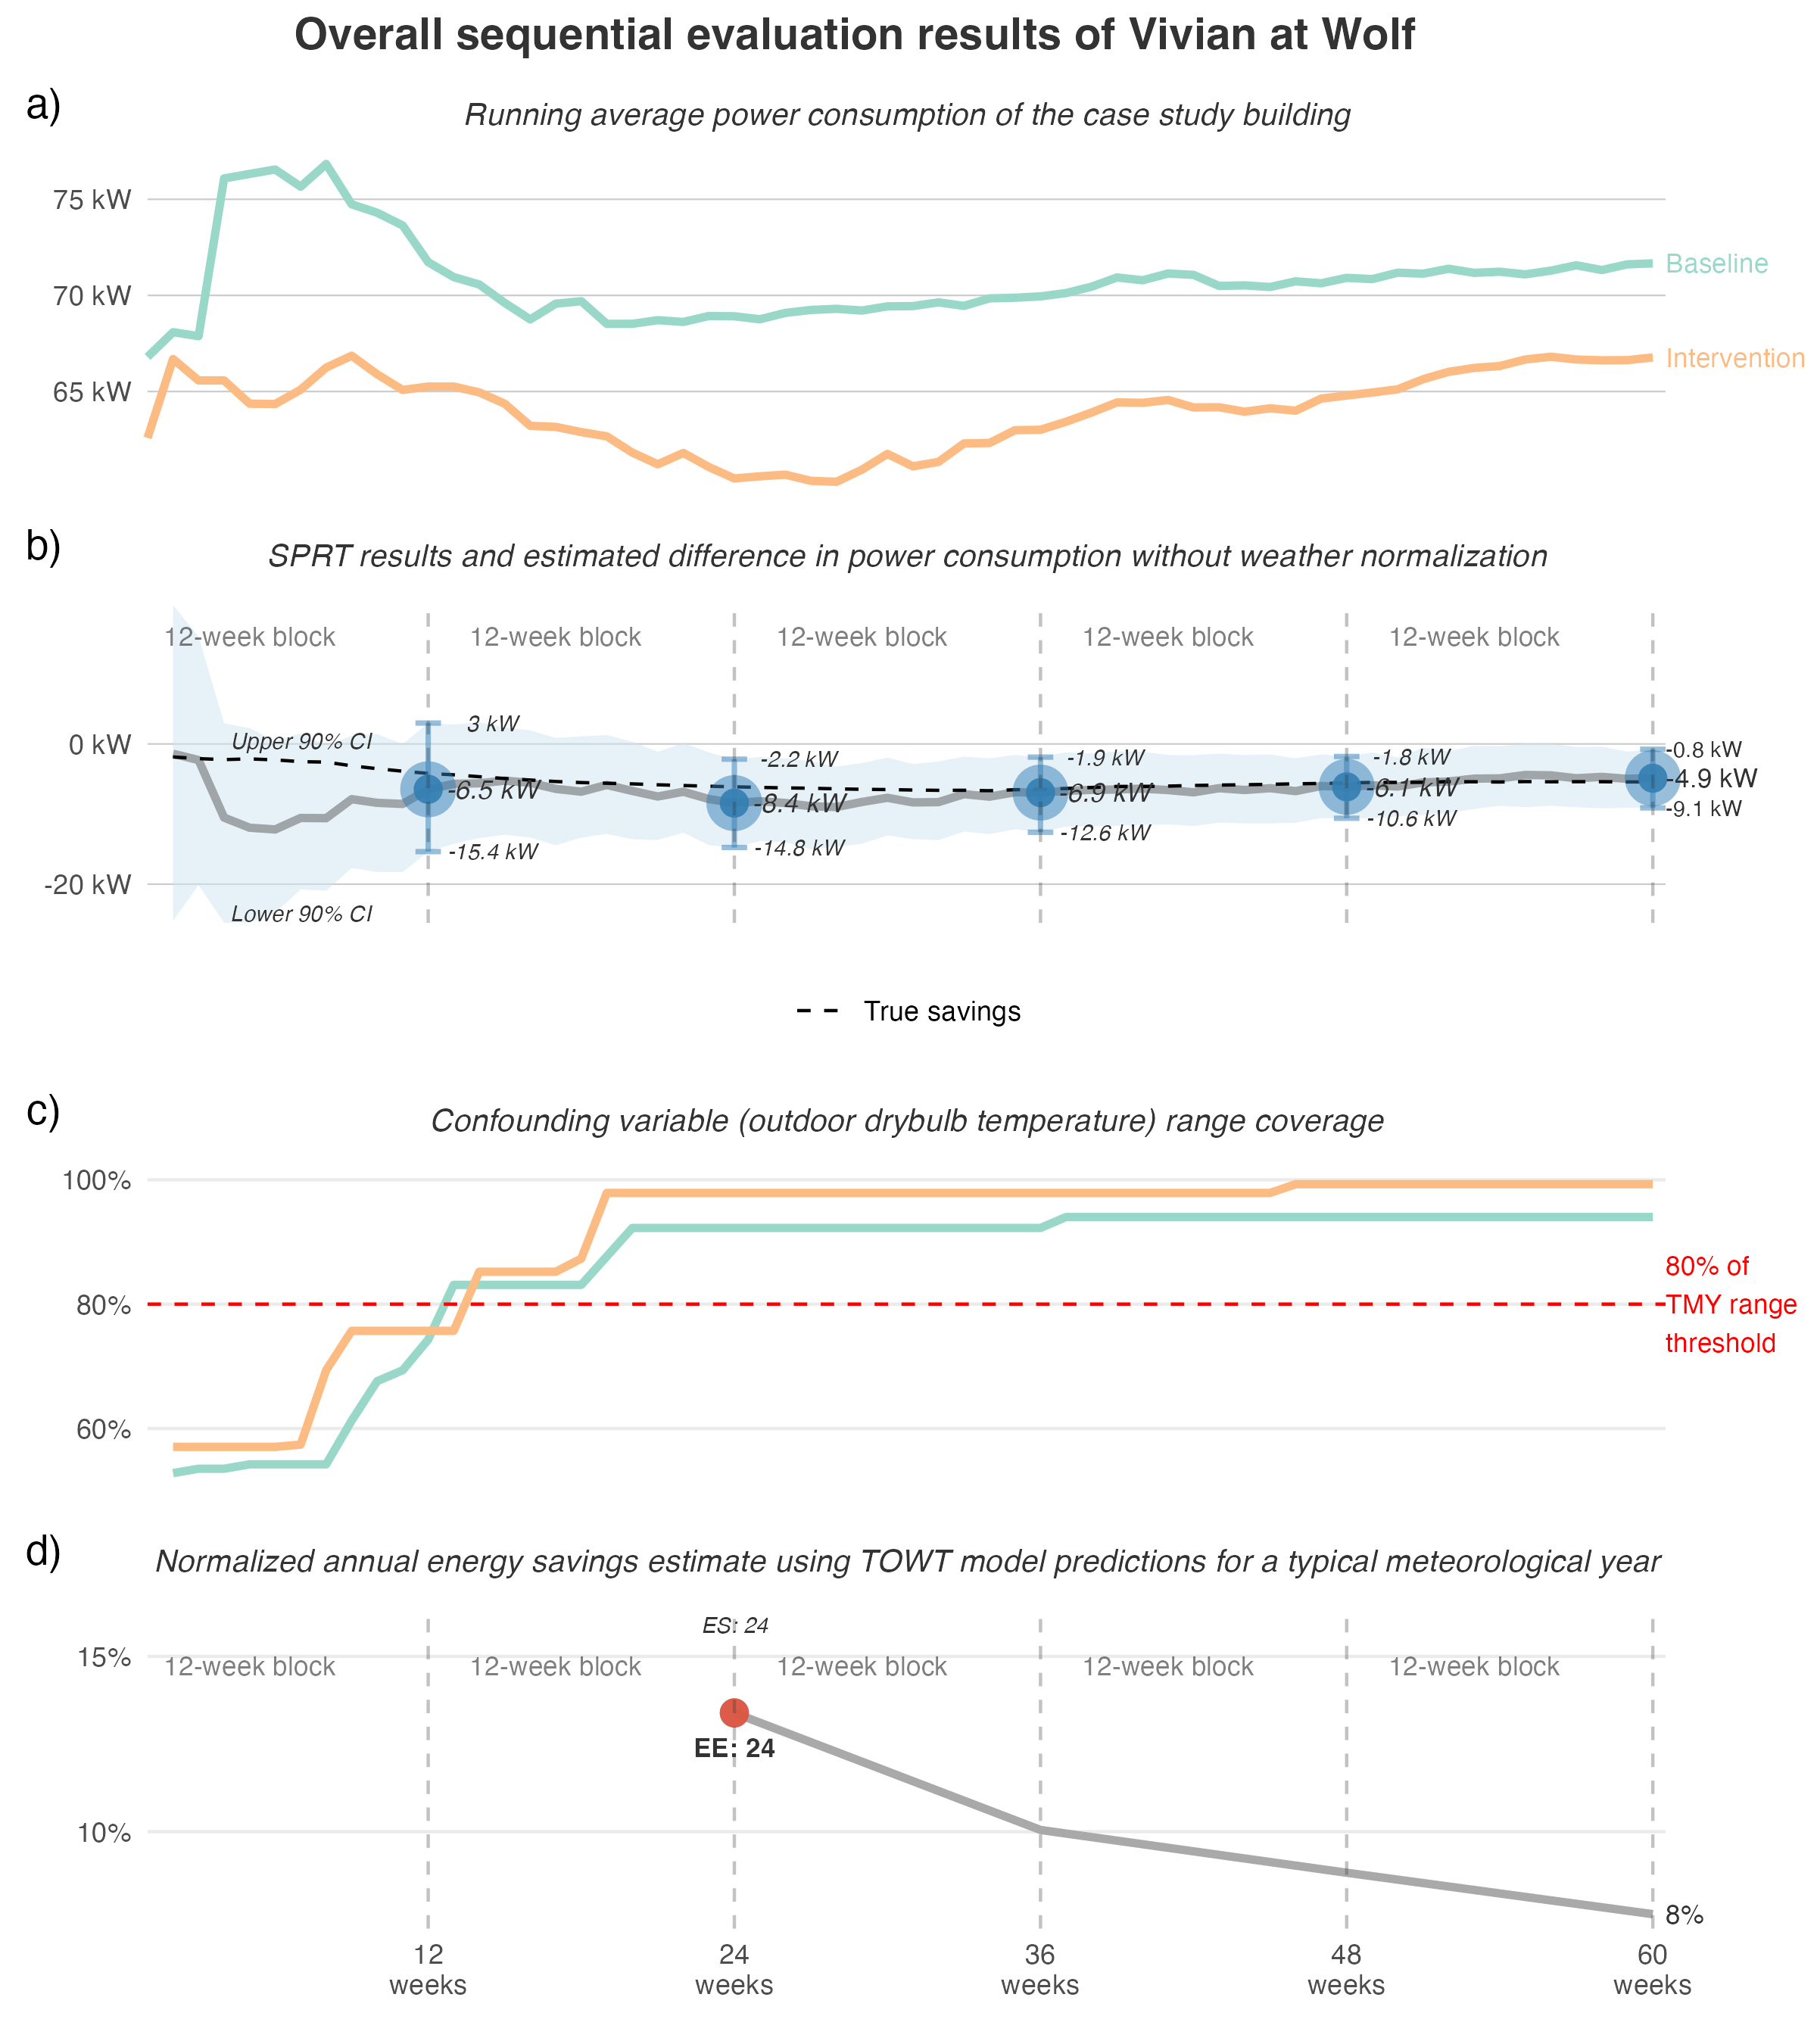 Overall sequential evaluation results of Vivian at Wolf
a)
Running average power consumption of the case study building
75 kW
70 kW
65 kW
Baseline
Intervention
b)
SPRT results and estimated difference in power consumption without weather normalization
12-week block 12-week block 12-week block 12-week block 12-week block
0 kW
-20 kW
Upper 90% CI
Lower 90% CI
3 kW
-6.5 kW
-15.4 kW
-2.2 kW
-8.4 kW
-14.8 kW
-1.9 kW
-6.9 kW
-12.6 kW
-1.8 kW
-6.1 kW
-10.6 kW
-0.8 kW
-4.9 kW
-9.1 kW
True savings
c)
Confounding variable (outdoor drybulb temperature) range coverage
100%
80%
60%
80% of
TMY range
threshold
d)
Normalized annual energy savings estimate using TOWT model predictions for a typical meteorological year
ES: 24
15%
12-week block 12-week block 12-week block 12-week block 12-week block
EE: 24
10%
8%
12 24 36 48 60
weeks weeks weeks weeks weeks